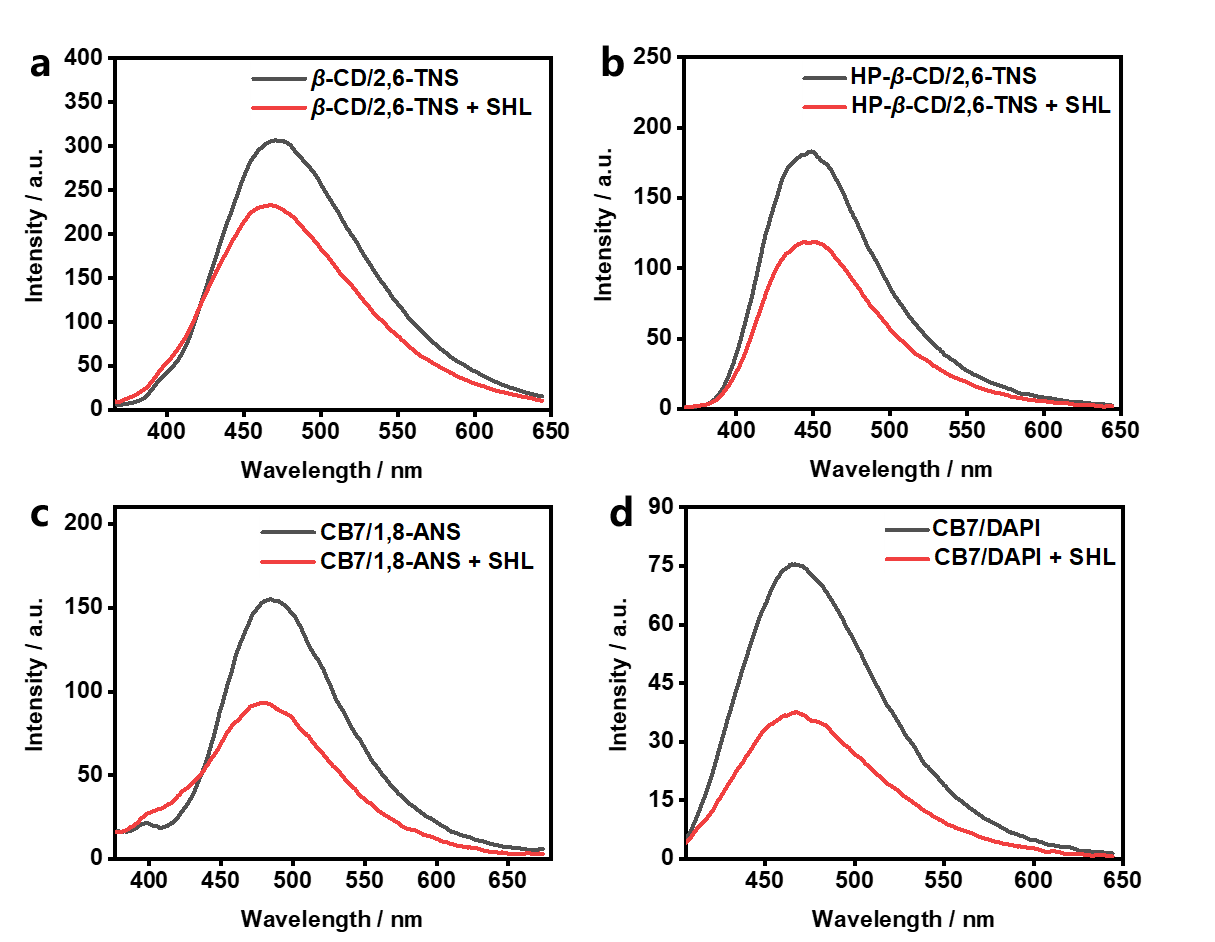 a
400
350
300
250
200
150
100
50
0
400 450 500 550 600 650
Wavelength / nm
Intensity / a.u.
β-CD/2,6-TNS
β-CD/2,6-TNS + SHL
b
250
200
150
100
50
0
400 450 500 550 600 650
Wavelength / nm
Intensity / a.u.
HP-β-CD/2,6-TNS
HP-β-CD/2,6-TNS + SHL
c
200
150
100
50
0
400 450 500 550 600 650
Wavelength / nm
Intensity / a.u.
CB7/1,8-ANS
CB7/1,8-ANS + SHL
d
90
75
60
45
30
15
0
450 500 550 600 650
Wavelength / nm
Intensity / a.u.
CB7/DAPI
CB7/DAPI + SHL